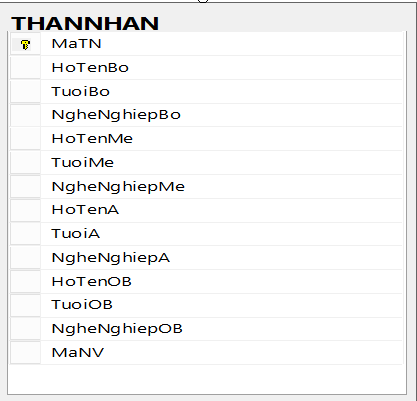 THANNHAN
MaTN
HoTenBo
TuoiBo
NgheNghiepBo
HoTenMe
TuoiMe
NgheNghiepMe
HoTenA
TuoiA
NgheNghiepA
HoTenOB
TuoiOB
NgheNghiepOB
MaNV